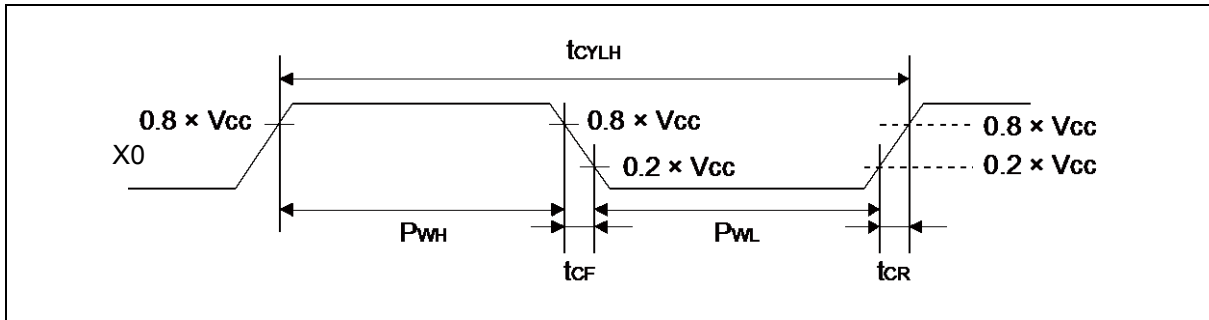 tCYLH
0.8 × Vcc 0.8 × Vcc 0.8 × Vcc
X0
0.2 × Vcc 0.2 × Vcc
PWH PWL
tCF tCR